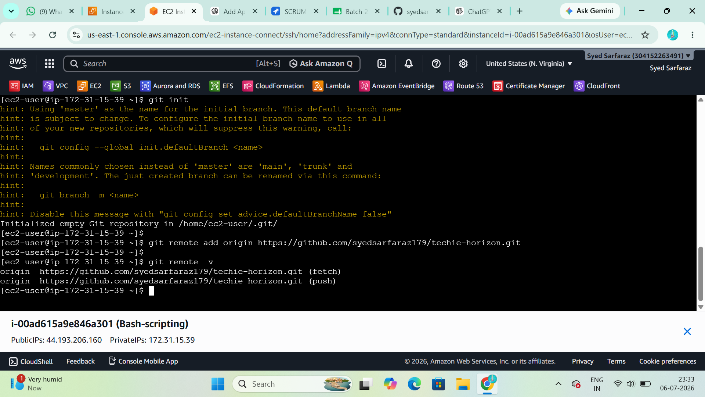 (9) Wha
Instanc
EC2 Inst
Add Ap
SCRUN
Batch 2
syedsar
ChatGP
Ask Gemini
us-east-1.console.aws.amazon.com/ec2-instance-connect/ssh/home?addressFamily=ipv4&connType=standard&instanceId=i-00ad615a9e846a301&osUser=ec...
aws
Search
[Alt+S]
Ask Amazon Q
United States (N. Virginia)
Syed Sarfaraz (304152263491)
Syed Sarfaraz
IAM
VPC
EC2
S3
Aurora and RDS
EFS
CloudFormation
Lambda
Amazon EventBridge
Route 53
Certificate Manager
CloudFront
[ec2-user@ip-172-31-15-39 ~]$ git init
hint: Using 'master' as the name for the initial branch. This default branch name
hint: is subject to change. To configure the initial branch name to use in all
hint: of your new repositories, which will suppress this warning, call:
hint:
hint:   git config --global init.defaultBranch <name>
hint:
hint: Names commonly chosen instead of 'master' are 'main', 'trunk' and
hint: 'development'. The just-created branch can be renamed via this command:
hint:
hint:   git branch -m <name>
hint:
hint: Disable this message with "git config set advice.defaultBranchName false"
Initialized empty Git repository in /home/ec2-user/.git/
[ec2-user@ip-172-31-15-39 ~]$
[ec2-user@ip-172-31-15-39 ~]$ git remote add origin https://github.com/syedsarfaraz179/techie-horizon.git
[ec2-user@ip-172-31-15-39 ~]$
[ec2-user@ip-172-31-15-39 ~]$ git remote -v
origin  https://github.com/syedsarfaraz179/techie-horizon.git (fetch)
origin  https://github.com/syedsarfaraz179/techie-horizon.git (push)
[ec2-user@ip-172-31-15-39 ~]$
i-00ad615a9e846a301 (Bash-scripting)
PublicIPs: 44.193.206.160   PrivateIPs: 172.31.15.39
CloudShell
Feedback
Console Mobile App
© 2026, Amazon Web Services, Inc. or its affiliates.
Privacy
Terms
Cookie preferences
1
Very humid
Now
Search
ENG
IN
23:33
06-07-2026